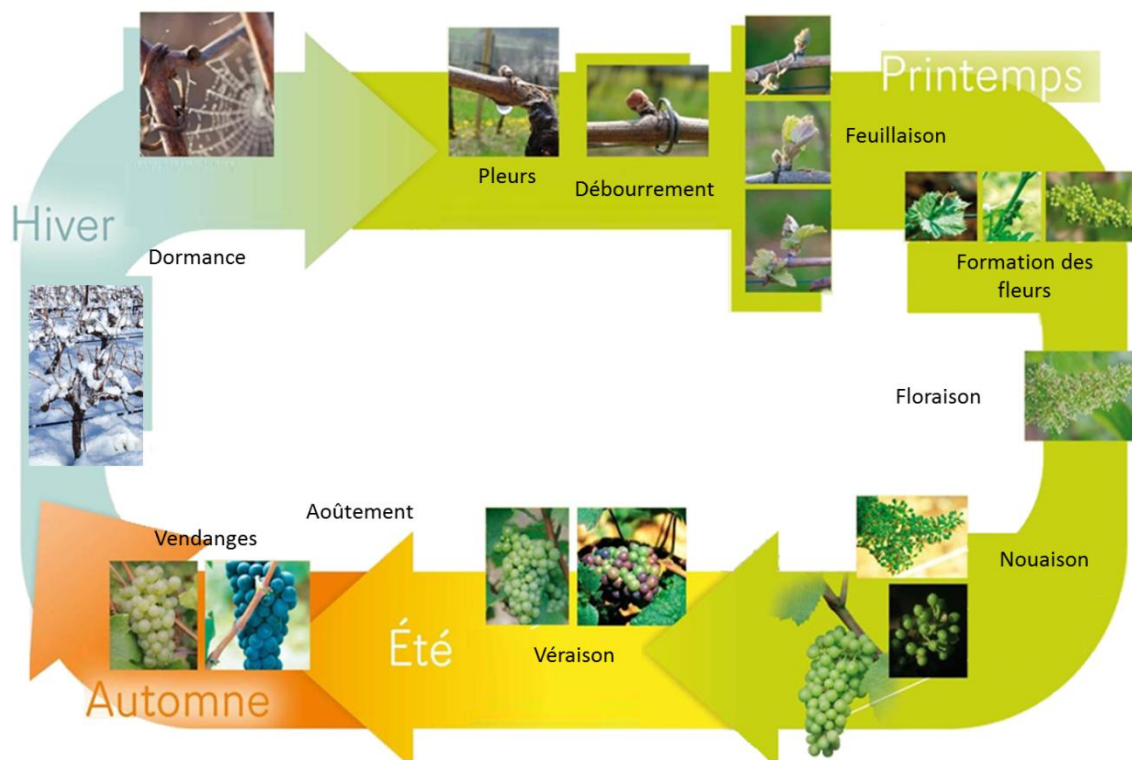 Hiver
Dormance
Pleurs
Débourrement
Feuillaison
Printemps
Formation des
fleurs
Floraison
Nouaison
Véraison
Été
Aoûtement
Vendanges
Automne